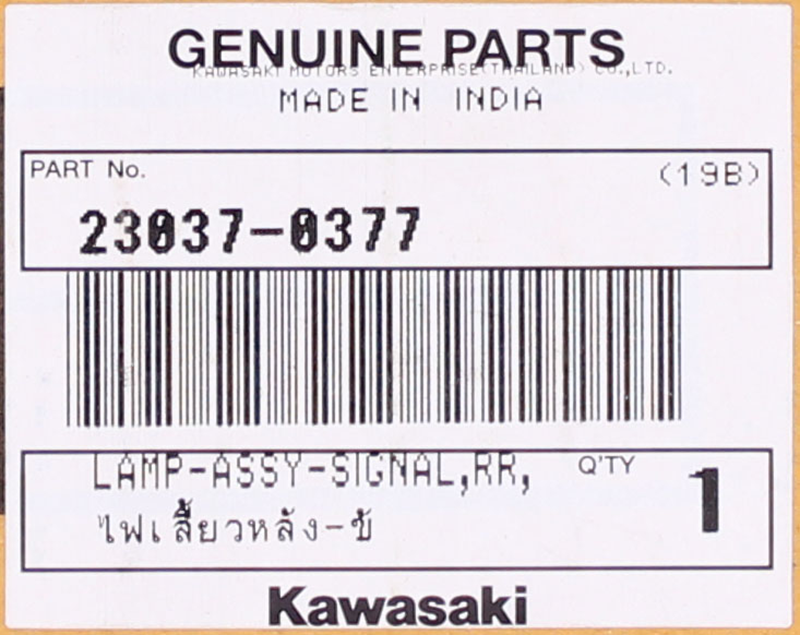 GENUINE PARTS
KAWASAKI MOTORS ENTERPRISE(THAILAND) CO.,LTD.
MADE IN INDIA
PART No.
(19B)
23037-0377
LAMP-ASSY-SIGNAL,RR,
Q'TY
1
ไฟเลี้ยวหลัง-ข้
Kawasaki